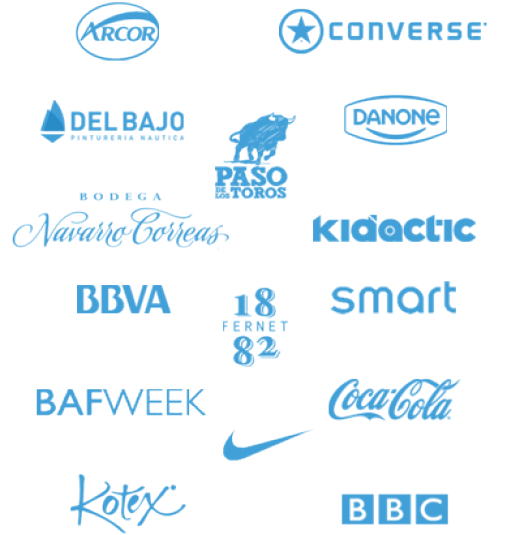 ARCOR
CONVERSE
DEL BAJO
PINTURERIA NAUTICA
DANONE
PASO
DE LOS TOROS
BODEGA
Navarro Correas
kidactic
BBVA
smart
18
FERNET
82
BAFWEEK
Coca-Cola
Kotex
BBC